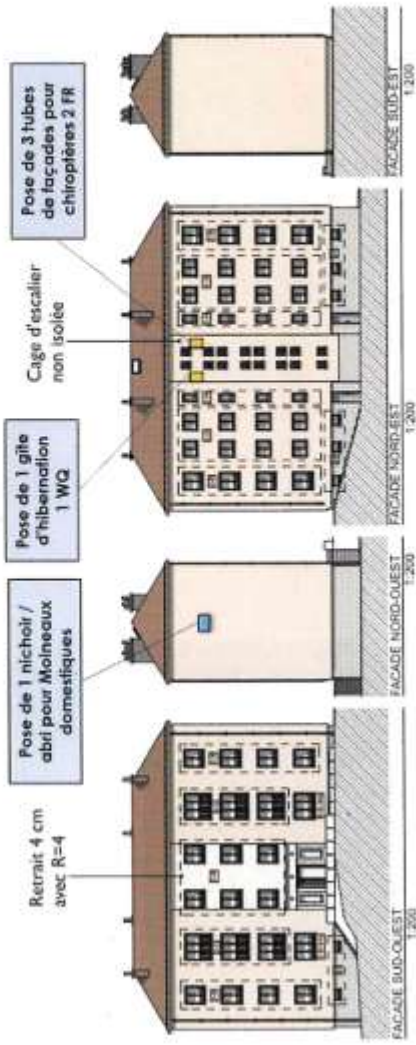 Retrait 4 cm
avec R=4
Pose de 1 nichoir /
abri pour Moineaux
domestiques
Pose de 1 gîte
d'hibernation
1 WQ
Cage d'escalier
non isolée
Pose de 3 tubes
de façades pour
chiroptères 2 FR
FACADE SUD-OUEST
1:200
FACADE NORD-OUEST
1:200
FACADE NORD-EST
1:200
FACADE SUD-EST
1:200